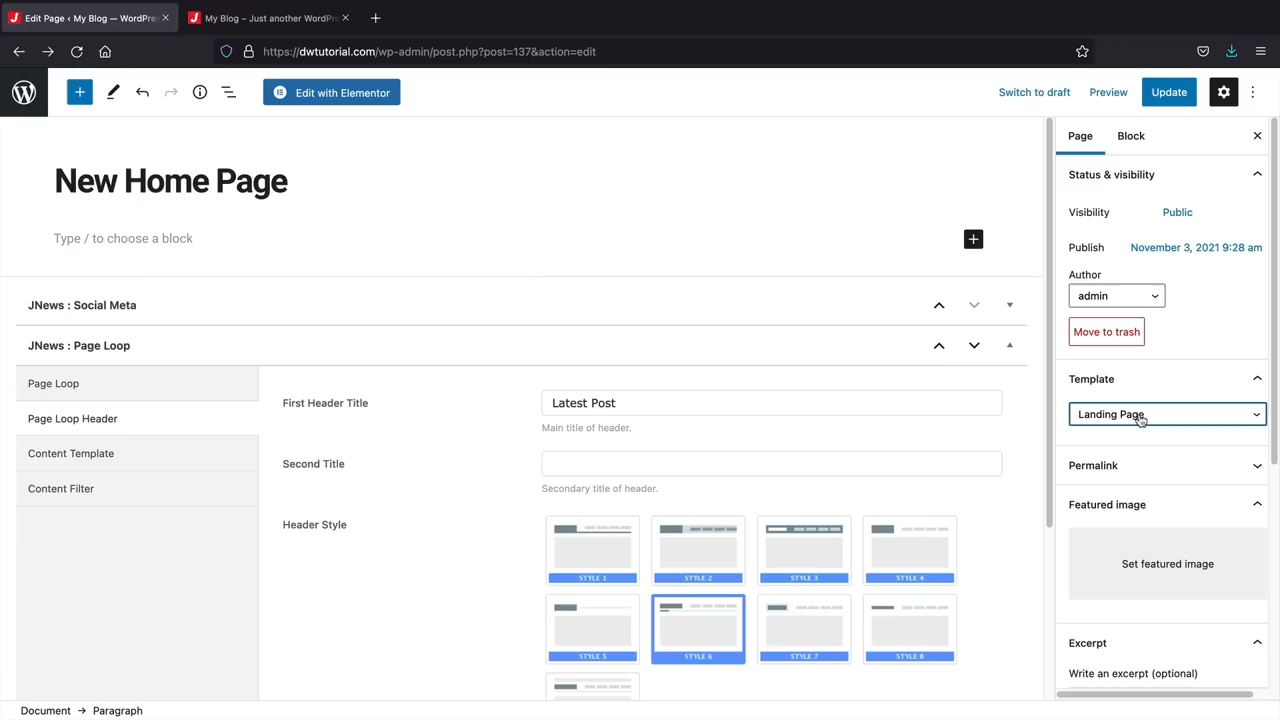 Edit Page ‹ My Blog — WordPre
My Blog – Just another WordPre
https://dwtutorial.com/wp-admin/post.php?post=137&action=edit
Edit with Elementor
Switch to draft
Preview
Update
New Home Page
Type / to choose a block
JNews : Social Meta
JNews : Page Loop
Page Loop
Page Loop Header
Content Template
Content Filter
First Header Title
Latest Post
Main title of header.
Second Title
Secondary title of header.
Header Style
STYLE 1
STYLE 2
STYLE 3
STYLE 4
STYLE 5
STYLE 6
STYLE 7
STYLE 8
Page
Block
Status & visibility
Visibility
Public
Publish
November 3, 2021 9:28 am
Author
admin
Move to trash
Template
Landing Page
Permalink
Featured image
Set featured image
Excerpt
Write an excerpt (optional)
Document → Paragraph